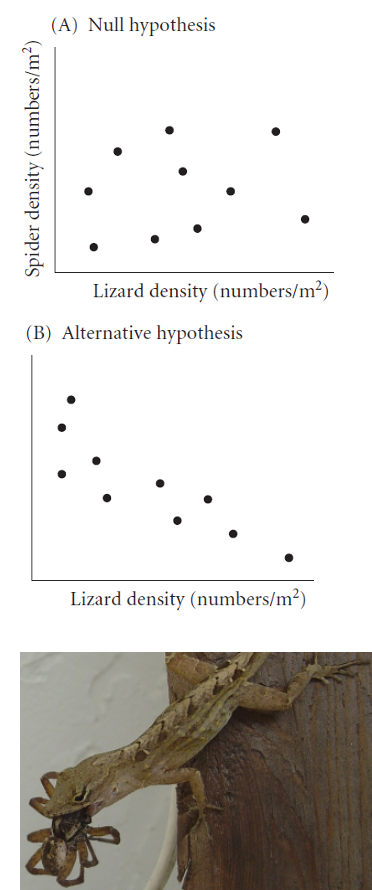 (A) Null hypothesis
Spider density (numbers/m²)
Lizard density (numbers/m²)
(B) Alternative hypothesis
Lizard density (numbers/m²)